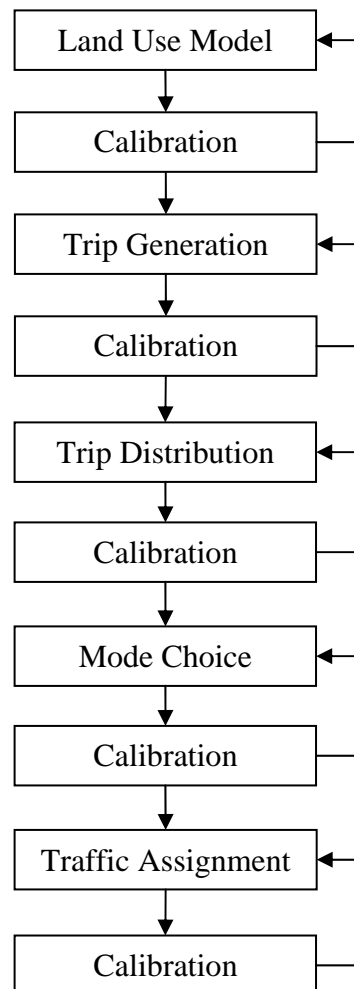 Land Use Model
Calibration
Trip Generation
Calibration
Trip Distribution
Calibration
Mode Choice
Calibration
Traffic Assignment
Calibration